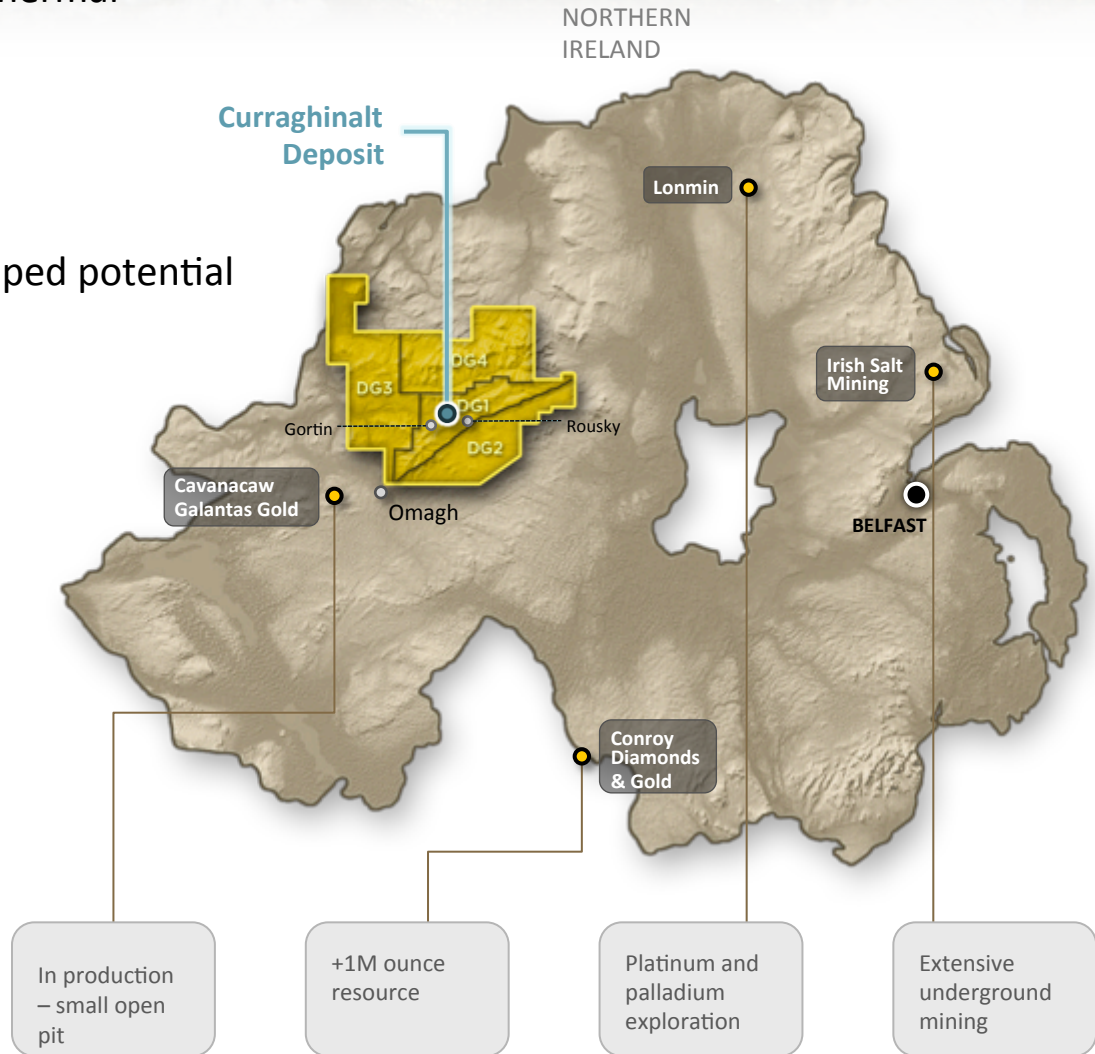 NORTHERN
IRELAND
Curraghinalt
Deposit
Lonmin
ped potential
DG4
Irish Salt
Mining
DG3
DG1
Gortin
Rousky
DG2
Cavanacaw
Galantas Gold
Omagh
BELFAST
Conroy
Diamonds
& Gold
In production
– small open
pit
+1M ounce
resource
Platinum and
palladium
exploration
Extensive
underground
mining